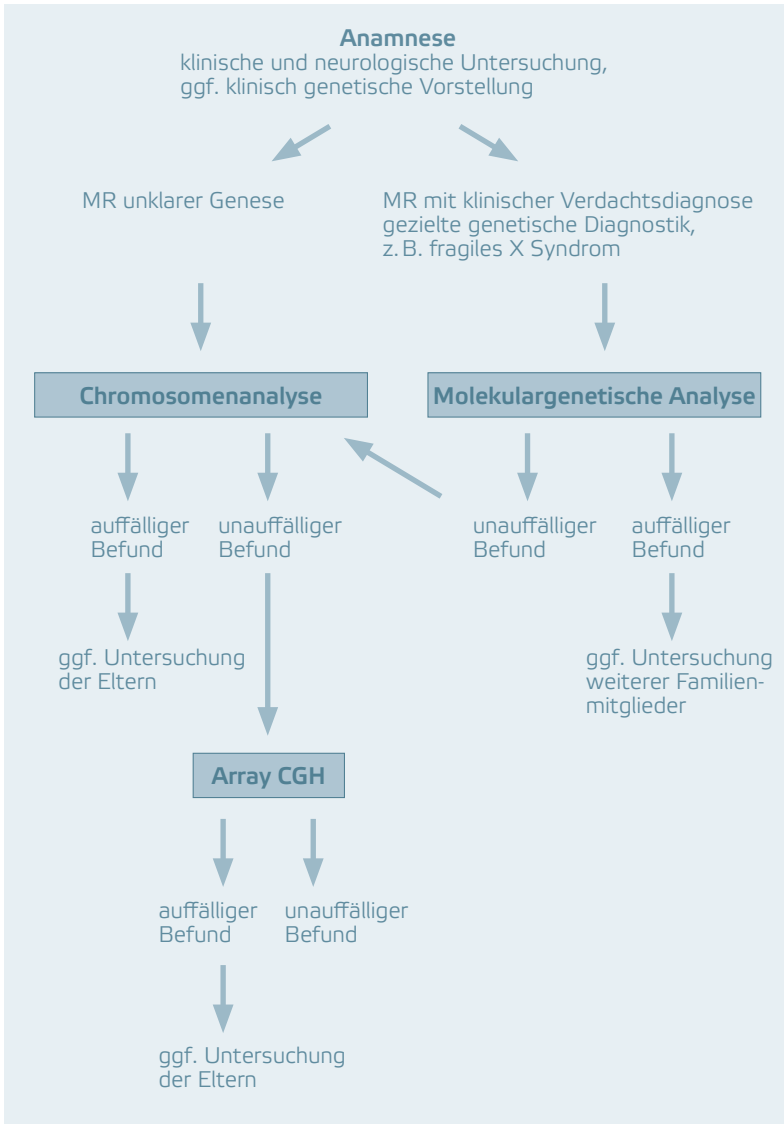 Anamnese
klinische und neurologische Untersuchung,
ggf. klinisch genetische Vorstellung
MR unklarer Genese
MR mit klinischer Verdachtsdiagnose
gezielte genetische Diagnostik,
z. B. fragiles X Syndrom
Chromosomenanalyse
Molekulargenetische Analyse
auffälliger
Befund
unauffälliger
Befund
unauffälliger
Befund
auffälliger
Befund
ggf. Untersuchung
der Eltern
ggf. Untersuchung
weiterer Familien-
mitglieder
Array CGH
auffälliger
Befund
unauffälliger
Befund
ggf. Untersuchung
der Eltern